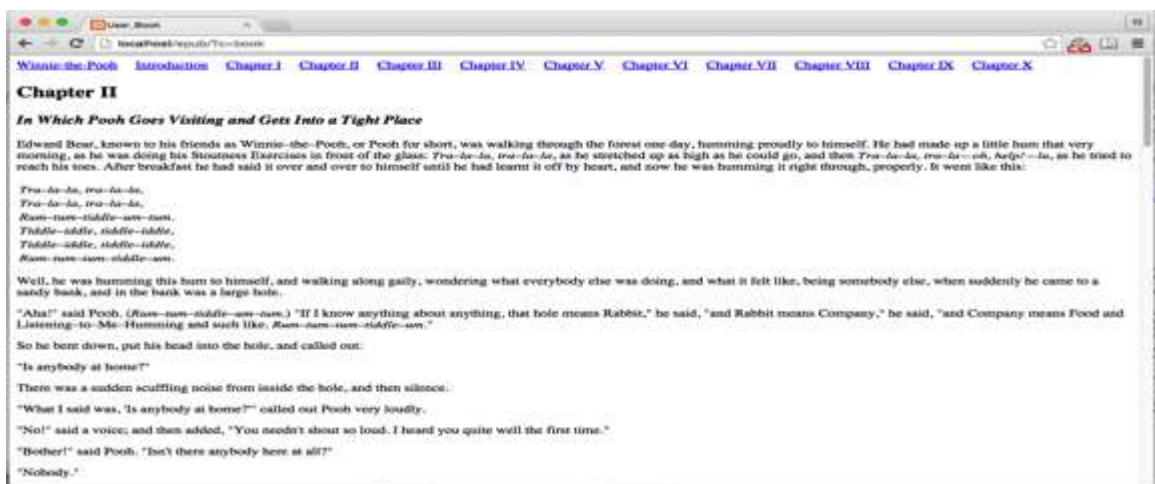 User_Book
localhost/epub/?c=book
Winnie-the-Pooh Introduction Chapter I Chapter II Chapter III Chapter IV Chapter V Chapter VI Chapter VII Chapter VIII Chapter IX Chapter X
Chapter II
In Which Pooh Goes Visiting and Gets Into a Tight Place
Edward Bear, known to his friends as Winnie-the-Pooh, or Pooh for short, was walking through the forest one day, humming proudly to himself. He had made up a little hum that very
morning, as he was doing his Stoutness Exercises in front of the glass: Tra-la-la, tra-la-la, as he stretched up as high as he could go, and then Tra-la-la, tra-la—oh, help!—la, as he tried to
reach his toes. After breakfast he had said it over and over to himself until he had learnt it off by heart, and now he was humming it right through, properly. It went like this:
Tra-la-la, tra-la-la,
Tra-la-la, tra-la-la,
Rum-tum-tiddle-um-tum.
Tiddle-iddle, tiddle-iddle,
Tiddle-iddle, tiddle-iddle,
Rum-tum-tum-tiddle-um.
Well, he was humming this hum to himself, and walking along gaily, wondering what everybody else was doing, and what it felt like, being somebody else, when suddenly he came to a
sandy bank, and in the bank was a large hole.
"Aha!" said Pooh. (Rum-tum-tiddle-um-tum.) "If I know anything about anything, that hole means Rabbit," he said, "and Rabbit means Company," he said, "and Company means Food and
Listening-to-Me-Humming and such like. Rum-tum-tum-tiddle-um."
So he bent down, put his head into the hole, and called out:
"Is anybody at home?"
There was a sudden scuffling noise from inside the hole, and then silence.
"What I said was, 'Is anybody at home?'" called out Pooh very loudly.
"No!" said a voice; and then added, "You needn't shout so loud. I heard you quite well the first time."
"Bother!" said Pooh. "Isn't there anybody here at all?"
"Nobody."